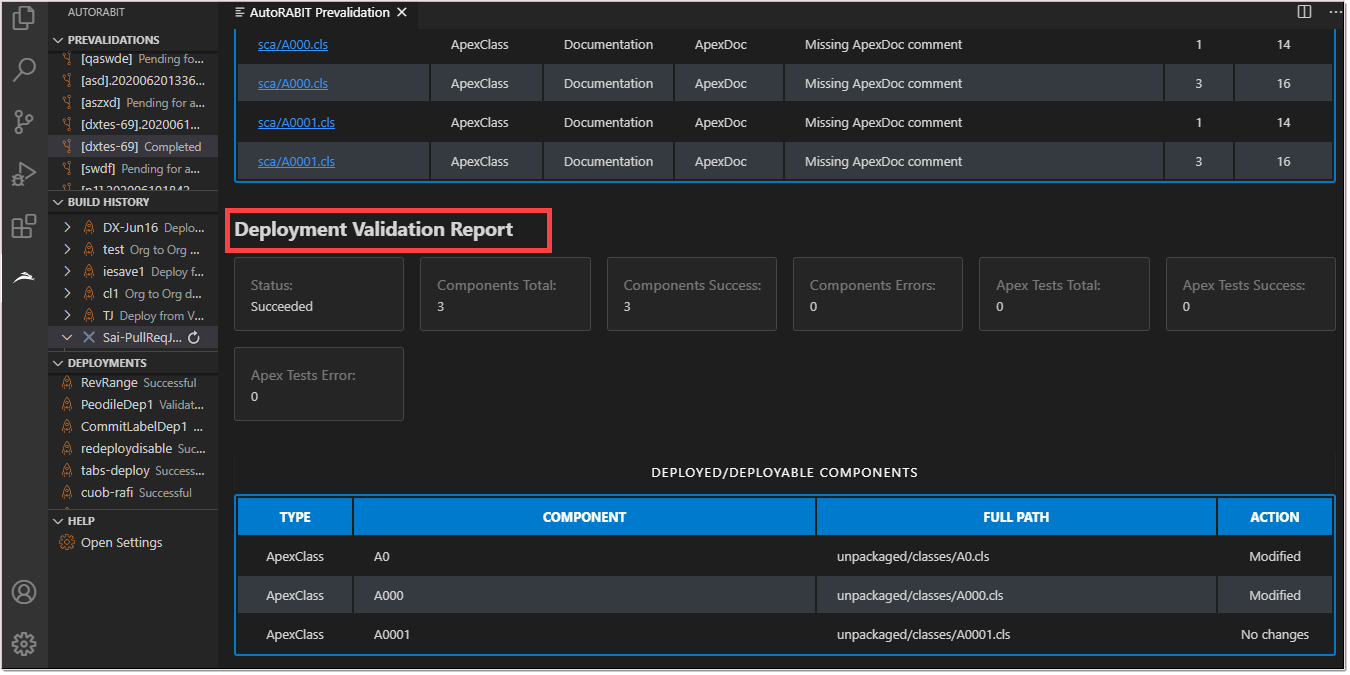 AUTORABIT
PREVALIDATIONS
[qaswde] Pending fo...
[asd].202006201336...
[aszxd] Pending for a...
[dxtes-69].2020061...
[dxtes-69] Completed
[swdf] Pending for a...
BUILD HISTORY
DX-Jun16 Deplo...
test Org to Org ...
iesave1 Deploy f...
cl1 Org to Org d...
TJ Deploy from V...
Sai-PullReqJ...
DEPLOYMENTS
RevRange Successful
PeodileDep1 Validat...
CommitLabelDep1 ...
redeploydisable Suc...
tabs-deploy Success...
cuob-rafi Successful
HELP
Open Settings
AutoRABIT Prevalidation
sca/A000.cls ApexClass Documentation ApexDoc Missing ApexDoc comment 1 14
sca/A000.cls ApexClass Documentation ApexDoc Missing ApexDoc comment 3 16
sca/A0001.cls ApexClass Documentation ApexDoc Missing ApexDoc comment 1 14
sca/A0001.cls ApexClass Documentation ApexDoc Missing ApexDoc comment 3 16
Deployment Validation Report
Status: Components Total: Components Success: Components Errors: Apex Tests Total: Apex Tests Success:
Succeeded 3 3 0 0 0
Apex Tests Error:
0
DEPLOYED/DEPLOYABLE COMPONENTS
TYPE COMPONENT FULL PATH ACTION
ApexClass A0 unpackaged/classes/A0.cls Modified
ApexClass A000 unpackaged/classes/A000.cls Modified
ApexClass A0001 unpackaged/classes/A0001.cls No changes